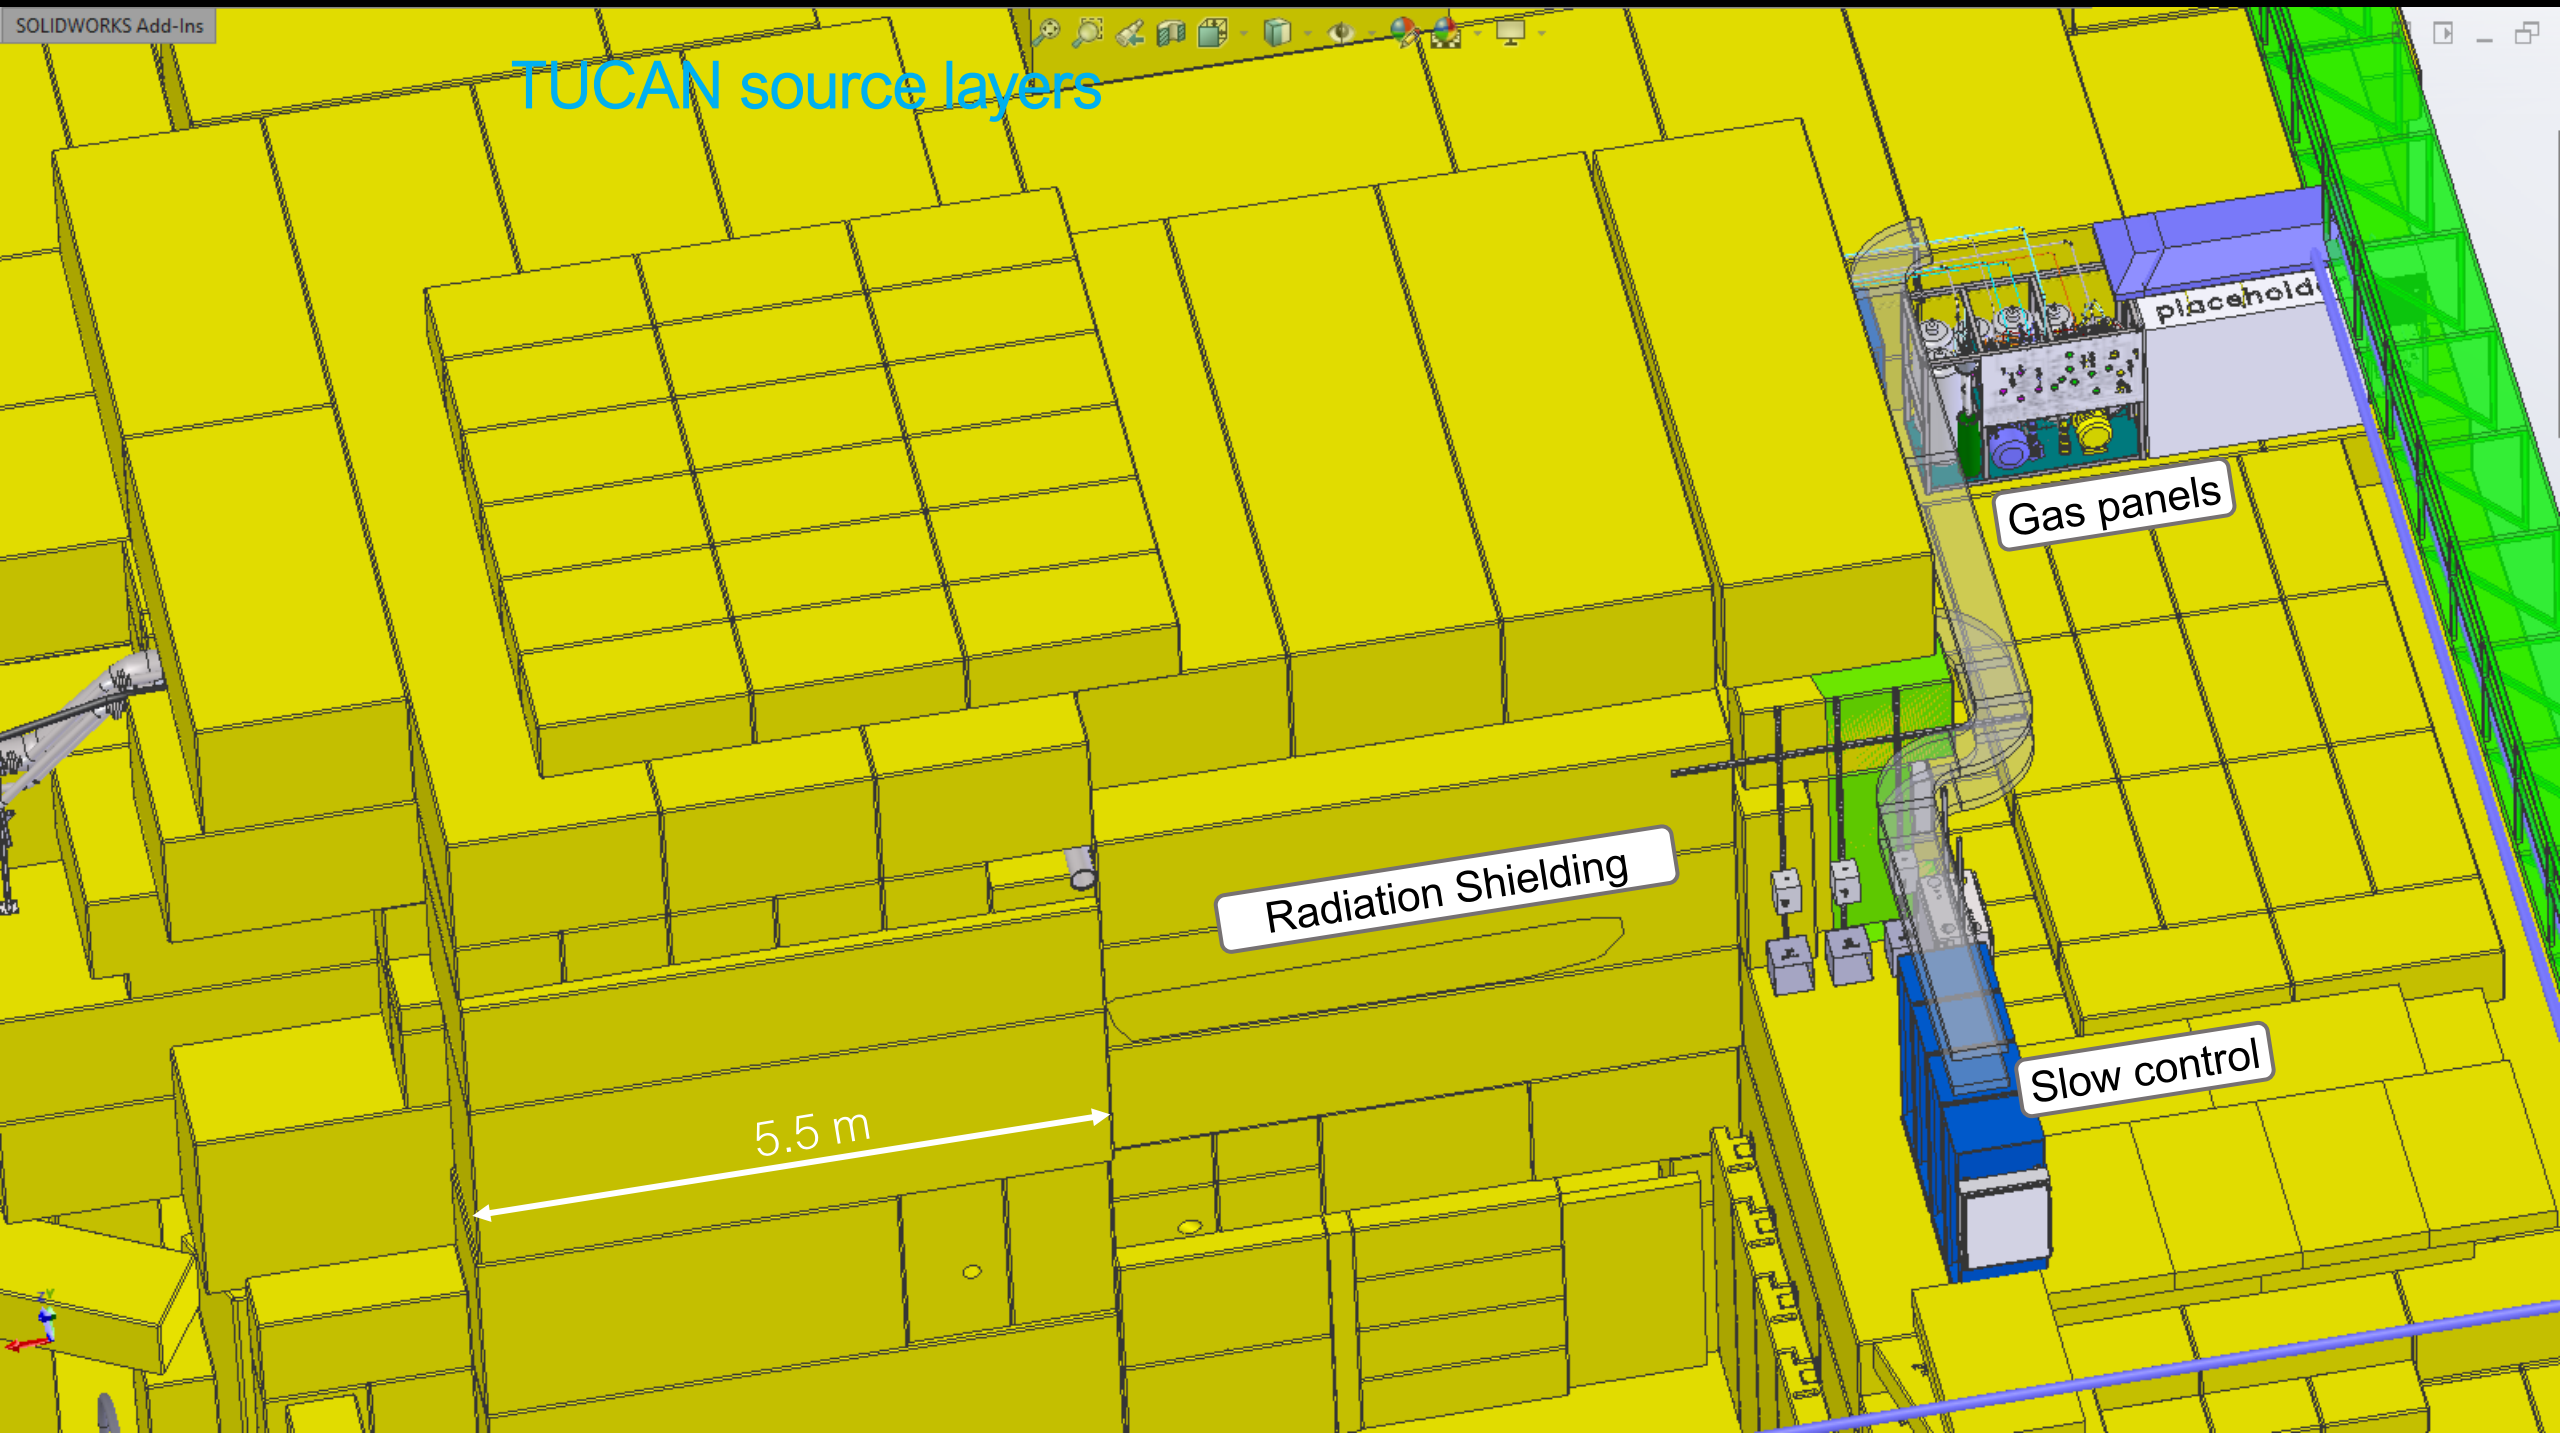 SOLIDWORKS Add-Ins
TUCAN source layers
Gas panels
Radiation Shielding
Slow control
5.5 m